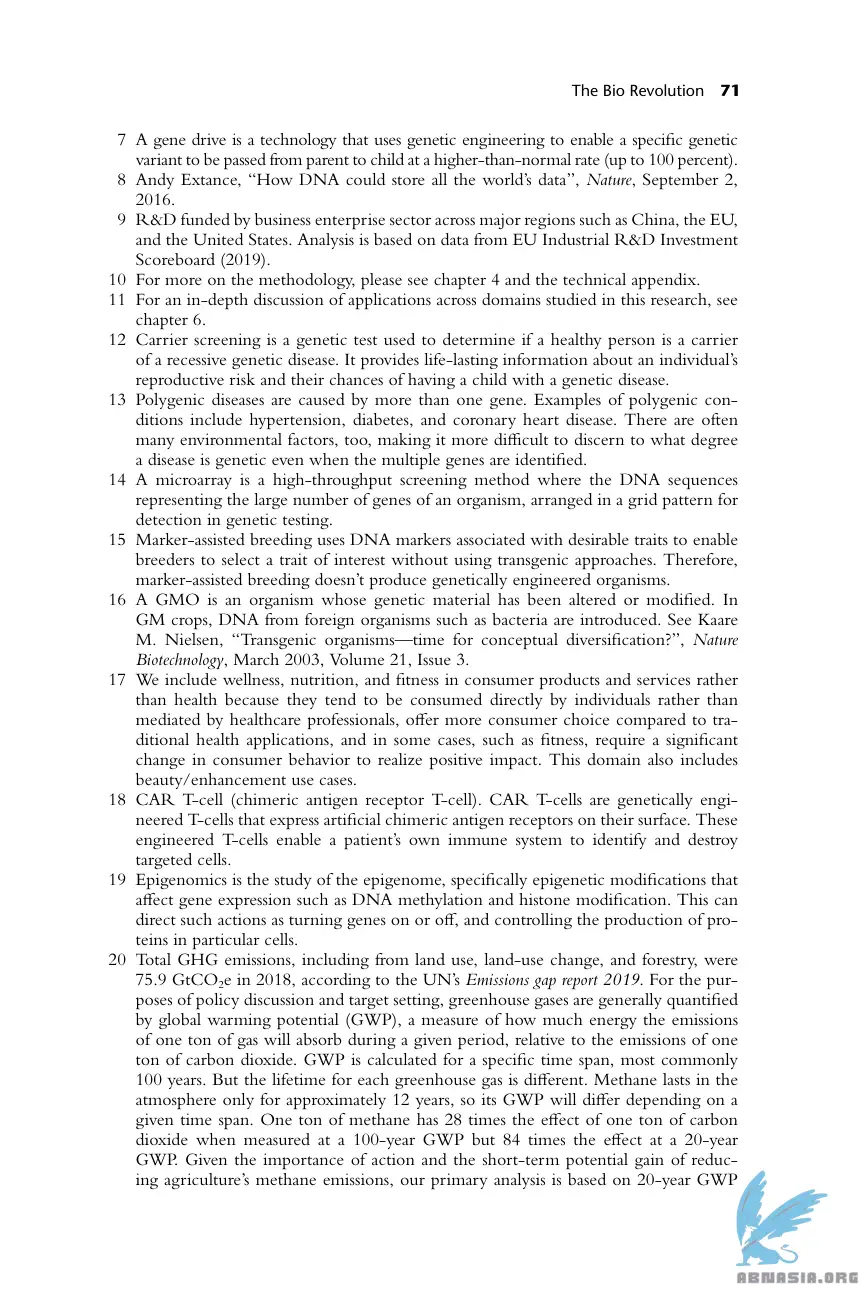 The Bio Revolution 71
7 A gene drive is a technology that uses genetic engineering to enable a specific genetic
variant to be passed from parent to child at a higher-than-normal rate (up to 100 percent).
8 Andy Extance, “How DNA could store all the world’s data”, Nature, September 2,
2016.
9 R&D funded by business enterprise sector across major regions such as China, the EU,
and the United States. Analysis is based on data from EU Industrial R&D Investment
Scoreboard (2019).
10 For more on the methodology, please see chapter 4 and the technical appendix.
11 For an in-depth discussion of applications across domains studied in this research, see
chapter 6.
12 Carrier screening is a genetic test used to determine if a healthy person is a carrier
of a recessive genetic disease. It provides life-lasting information about an individual’s
reproductive risk and their chances of having a child with a genetic disease.
13 Polygenic diseases are caused by more than one gene. Examples of polygenic con-
ditions include hypertension, diabetes, and coronary heart disease. There are often
many environmental factors, too, making it more difficult to discern to what degree
a disease is genetic even when the multiple genes are identified.
14 A microarray is a high-throughput screening method where the DNA sequences
representing the large number of genes of an organism, arranged in a grid pattern for
detection in genetic testing.
15 Marker-assisted breeding uses DNA markers associated with desirable traits to enable
breeders to select a trait of interest without using transgenic approaches. Therefore,
marker-assisted breeding doesn’t produce genetically engineered organisms.
16 A GMO is an organism whose genetic material has been altered or modified. In
GM crops, DNA from foreign organisms such as bacteria are introduced. See Kaare
M. Nielsen, “Transgenic organisms—time for conceptual diversification?”, Nature
Biotechnology, March 2003, Volume 21, Issue 3.
17 We include wellness, nutrition, and fitness in consumer products and services rather
than health because they tend to be consumed directly by individuals rather than
mediated by healthcare professionals, offer more consumer choice compared to tra-
ditional health applications, and in some cases, such as fitness, require a significant
change in consumer behavior to realize positive impact. This domain also includes
beauty/enhancement use cases.
18 CAR T-cell (chimeric antigen receptor T-cell). CAR T-cells are genetically engi-
neered T-cells that express artificial chimeric antigen receptors on their surface. These
engineered T-cells enable a patient’s own immune system to identify and destroy
targeted cells.
19 Epigenomics is the study of the epigenome, specifically epigenetic modifications that
affect gene expression such as DNA methylation and histone modification. This can
direct such actions as turning genes on or off, and controlling the production of pro-
teins in particular cells.
20 Total GHG emissions, including from land use, land-use change, and forestry, were
75.9 GtCO₂e in 2018, according to the UN’s Emissions gap report 2019. For the pur-
poses of policy discussion and target setting, greenhouse gases are generally quantified
by global warming potential (GWP), a measure of how much energy the emissions
of one ton of gas will absorb during a given period, relative to the emissions of one
ton of carbon dioxide. GWP is calculated for a specific time span, most commonly
100 years. But the lifetime for each greenhouse gas is different. Methane lasts in the
atmosphere only for approximately 12 years, so its GWP will differ depending on a
given time span. One ton of methane has 28 times the effect of one ton of carbon
dioxide when measured at a 100-year GWP but 84 times the effect at a 20-year
GWP. Given the importance of action and the short-term potential gain of reduc-
ing agriculture’s methane emissions, our primary analysis is based on 20-year GWP
ABNASIA.ORG